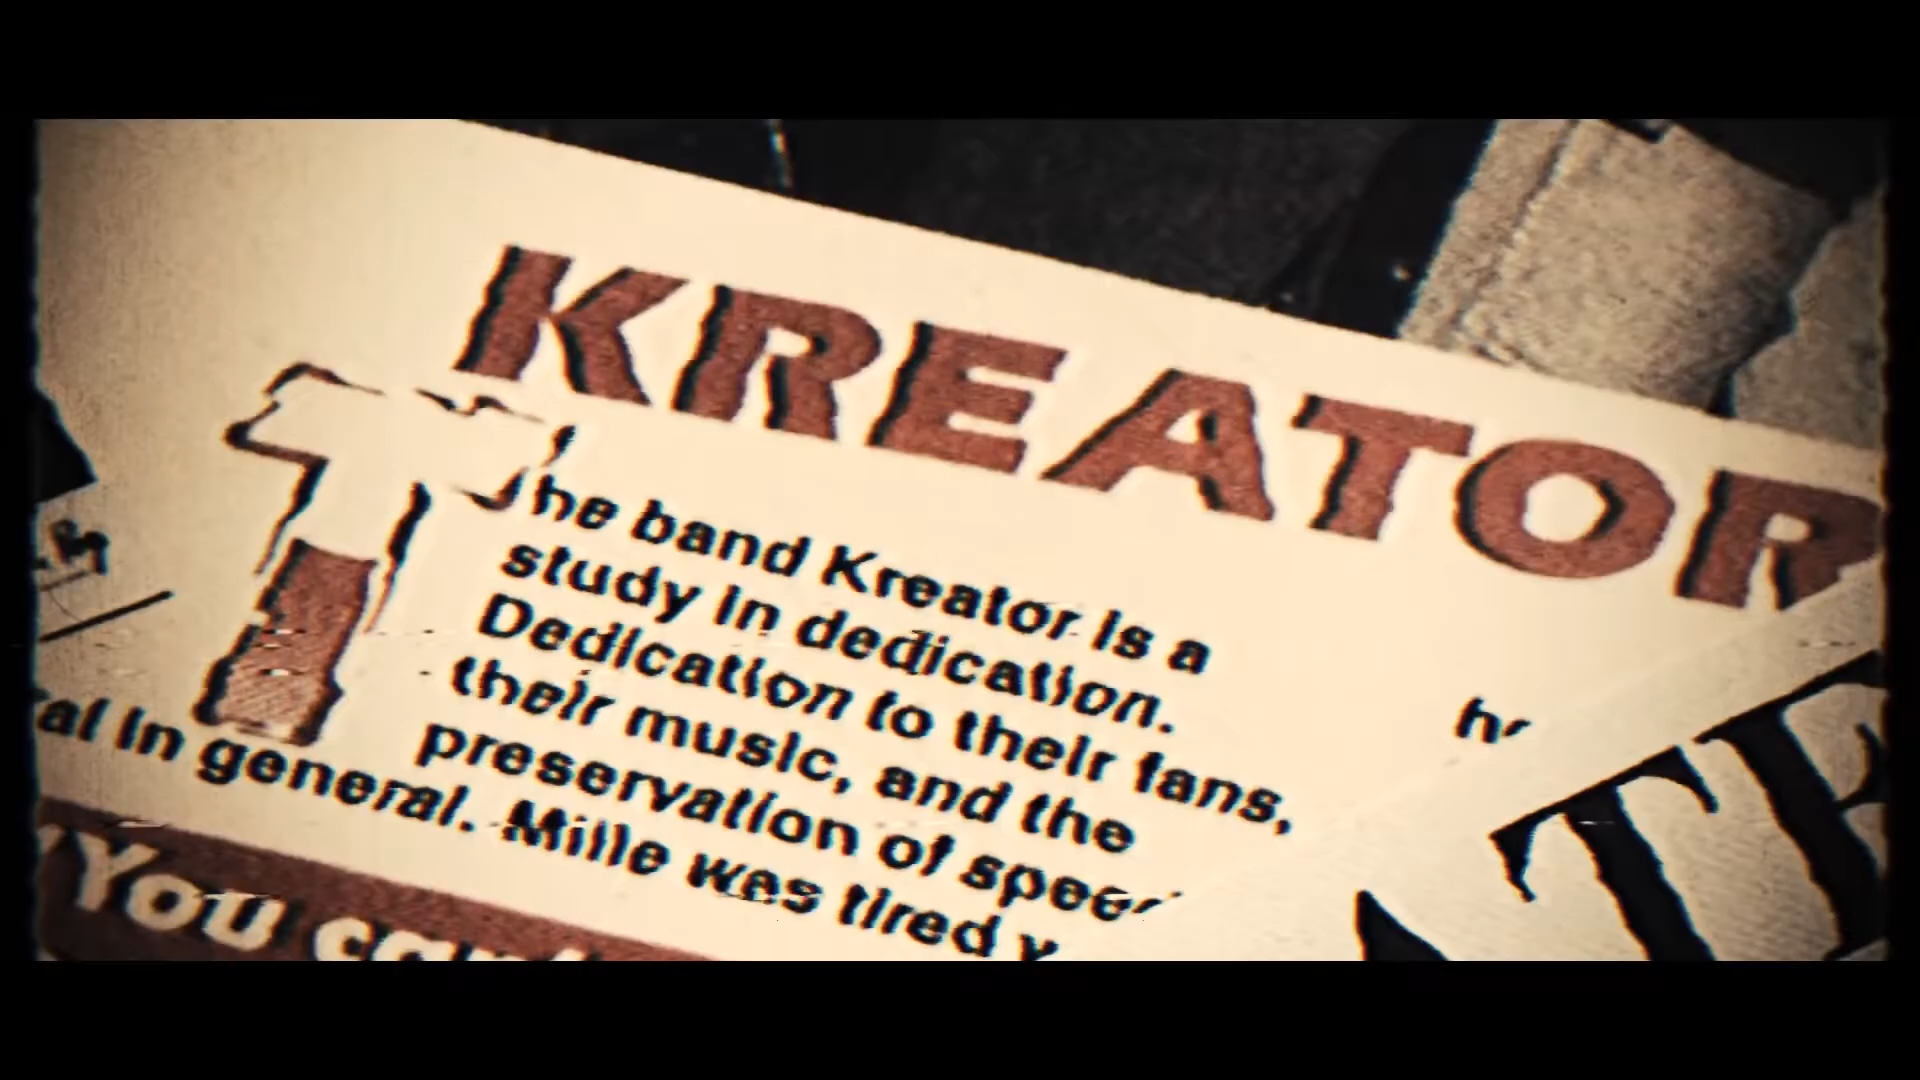 KREATOR
The band Kreator is a
study in dedication.
Dedication to their fans,
their music, and the
preservation of
al in general. Mille was tired
You